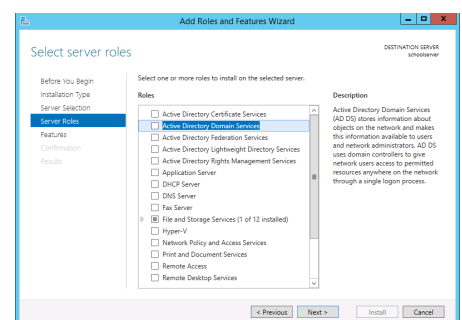 Add Roles and Features Wizard
Select server roles
DESTINATION SERVER
schoolserver
Before You Begin
Installation Type
Server Selection
Server Roles
Features
Confirmation
Results
Select one or more roles to install on the selected server.
Roles
Active Directory Certificate Services
Active Directory Domain Services
Active Directory Federation Services
Active Directory Lightweight Directory Services
Active Directory Rights Management Services
Application Server
DHCP Server
DNS Server
Fax Server
File and Storage Services (1 of 12 installed)
Hyper-V
Network Policy and Access Services
Print and Document Services
Remote Access
Remote Desktop Services
Description
Active Directory Domain Services
(AD DS) stores information about
objects on the network and makes
this information available to users
and network administrators. AD DS
uses domain controllers to give
network users access to permitted
resources anywhere on the network
through a single logon process.
< Previous
Next >
Install
Cancel